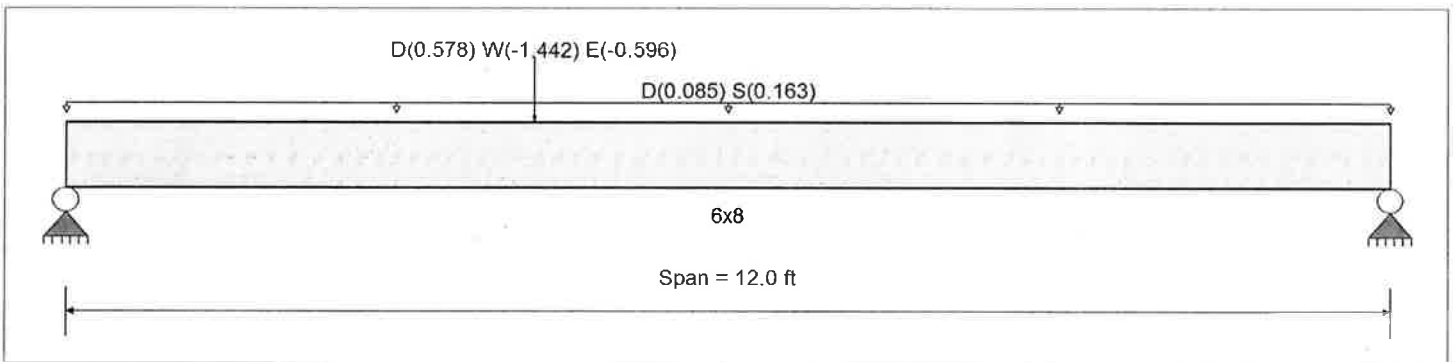 D(0.578) W(-1.442) E(-0.596)
D(0.085) S(0.163)
6x8
Span = 12.0 ft